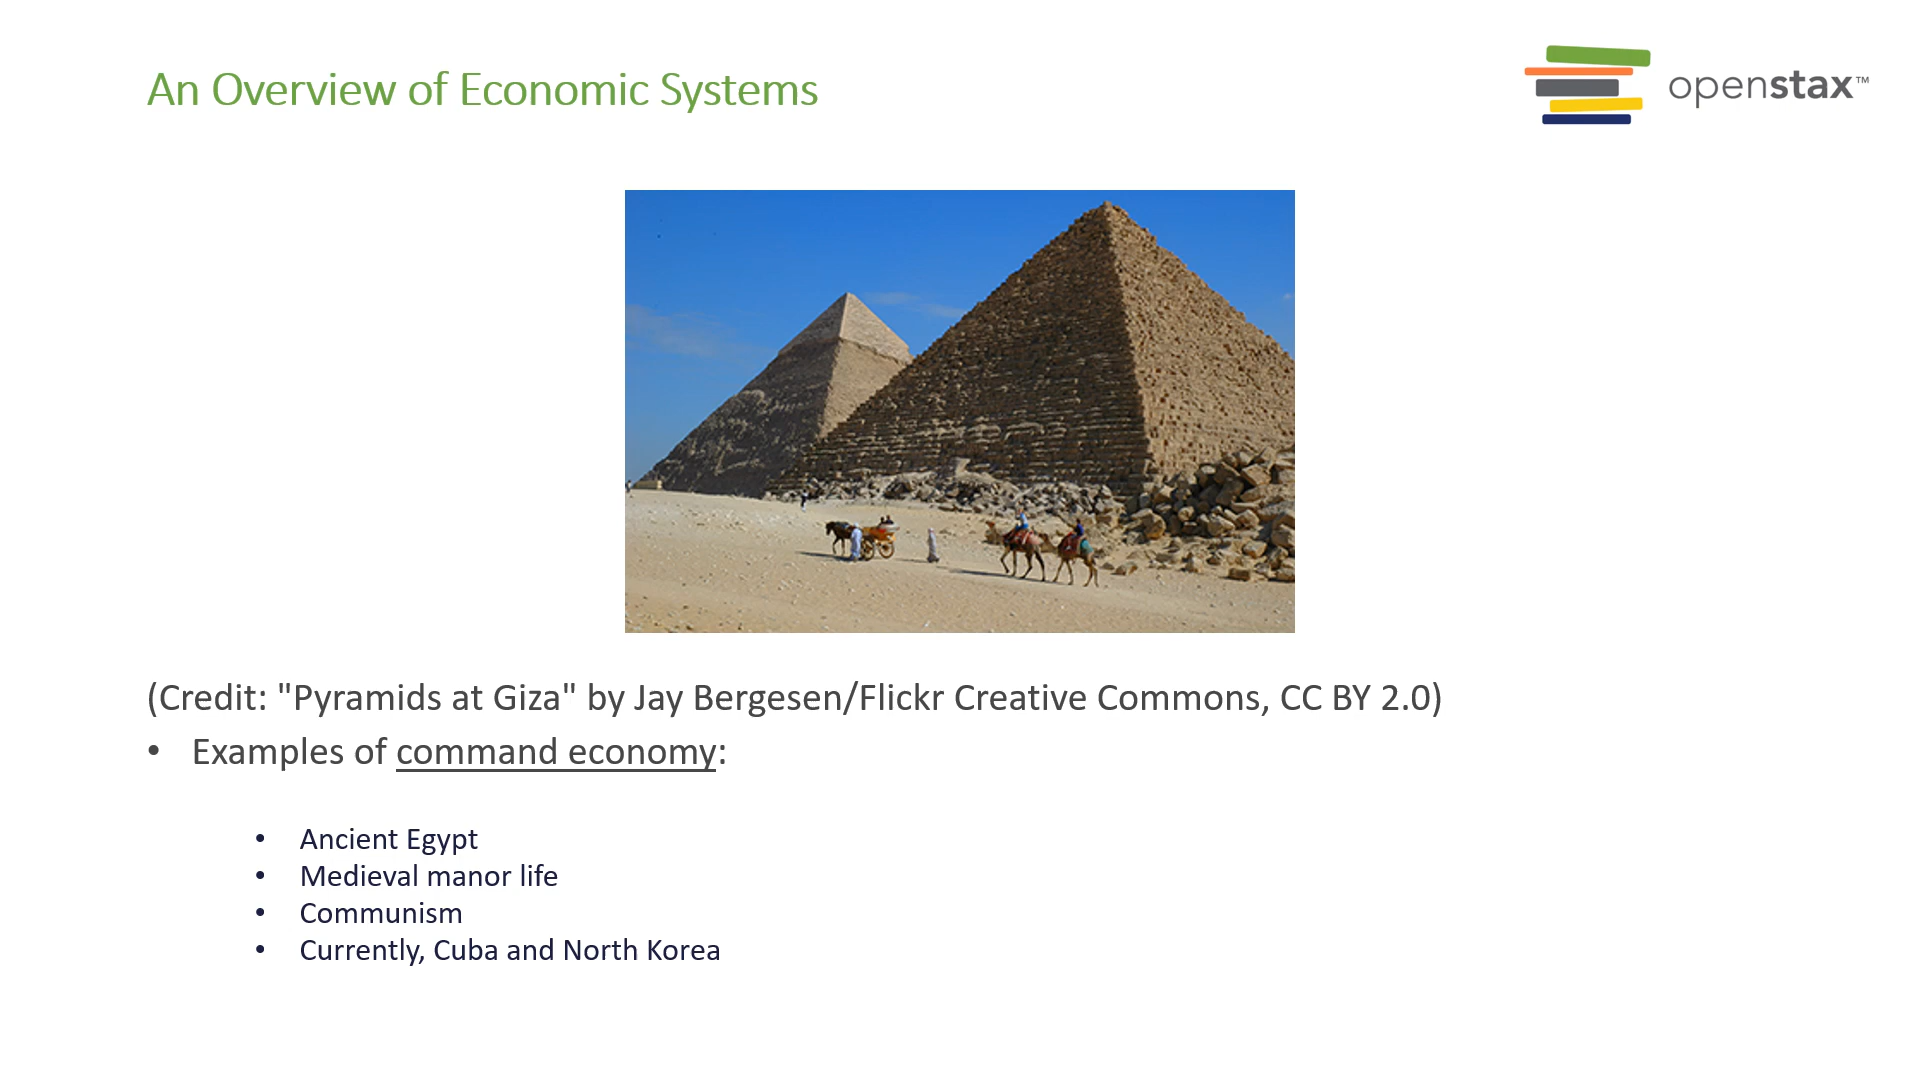 An Overview of Economic Systems
openstax™
(Credit: "Pyramids at Giza" by Jay Bergesen/Flickr Creative Commons, CC BY 2.0)
• Examples of command economy:
• Ancient Egypt
• Medieval manor life
• Communism
• Currently, Cuba and North Korea